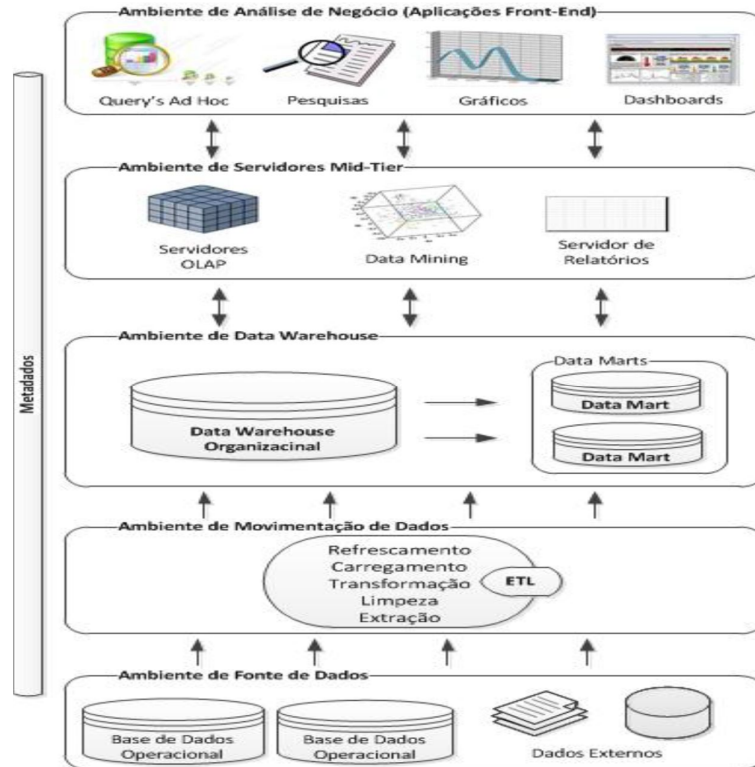 Ambiente de Análise de Negócio (Aplicações Front-End)
Query's Ad Hoc
Pesquisas
Gráficos
Dashboards
Ambiente de Servidores Mid-Tier
Servidores
OLAP
Data Mining
Servidor de
Relatórios
Metadados
Ambiente de Data Warehouse
Data Warehouse
Organizacinal
Data Marts
Data Mart
Data Mart
Ambiente de Movimentação de Dados
Refrescamento
Carregamento
Transformação
Limpeza
Extração
ETL
Ambiente de Fonte de Dados
Base de Dados
Operacional
Base de Dados
Operacional
Dados Externos